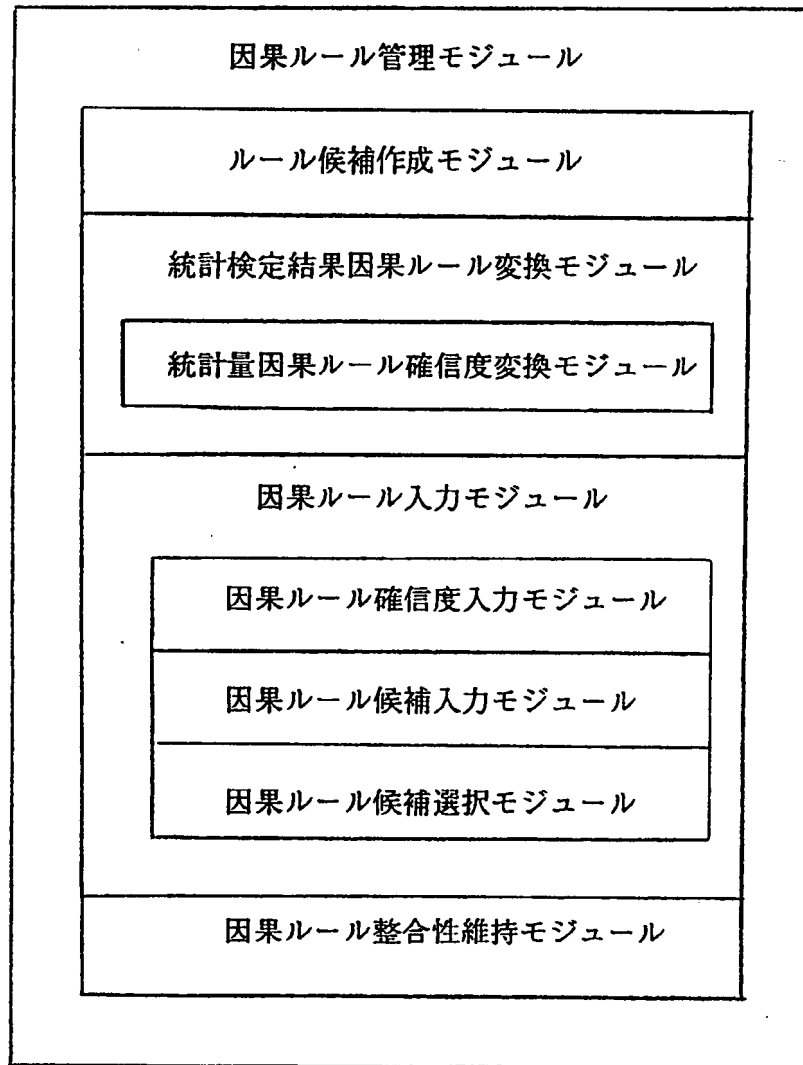 因果ルール管理モジュール
ルール候補作成モジュール
統計検定結果因果ルール変換モジュール
統計量因果ルール確信度変換モジュール
因果ルール入力モジュール
因果ルール確信度入力モジュール
因果ルール候補入力モジュール
因果ルール候補選択モジュール
因果ルール整合性維持モジュール